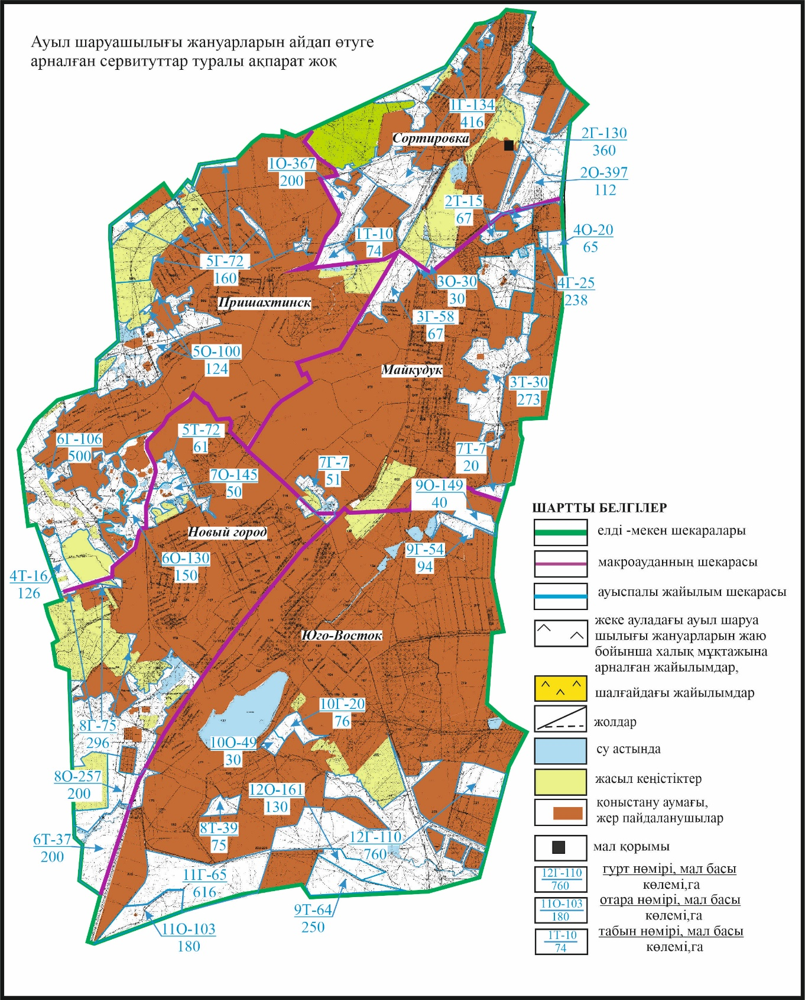 Ауыл шаруашылығы жануарларын айдап өтуге
арналған сервитуттар туралы ақпарат жоқ
1Г-134
416
Сортировка
2Г-130
360
1О-367
200
2О-397
112
2Т-15
67
1Т-10
74
4О-20
65
5Г-72
160
3О-30
30
4Г-25
238
Пришахтинск
3Г-58
67
5О-100
124
Майкудук
3Т-30
273
5Т-72
61
6Г-106
500
7Т-7
20
7Г-7
51
7О-145
50
9О-149
40
Новый город
6О-130
150
9Г-54
94
4Т-16
126
Юго-Восток
10Г-20
76
8Г-75
296
10О-49
30
8О-257
200
12О-161
130
8Т-39
75
12Г-110
760
6Т-37
200
11Г-65
616
9Т-64
250
11О-103
180
ШАРТТЫ БЕЛГІЛЕР
елді -мекен шекаралары
макроауданның шекарасы
ауыспалы жайылым шекарасы
жеке ауладағы ауыл шаруа
шылығы жануарларын жаю
бойынша халық мұқтажына
арналған жайылымдар,
шалғайдағы жайылымдар
жолдар
су астында
жасыл кеңістіктер
қоныстану аумағы,
жер пайдаланушылар
мал қорымы
12Г-110
760
гурт нөмірі, мал басы
көлемі,га
11О-103
180
отара нөмірі, мал басы
көлемі,га
1Т-10
74
табын нөмірі, мал басы
көлемі,га